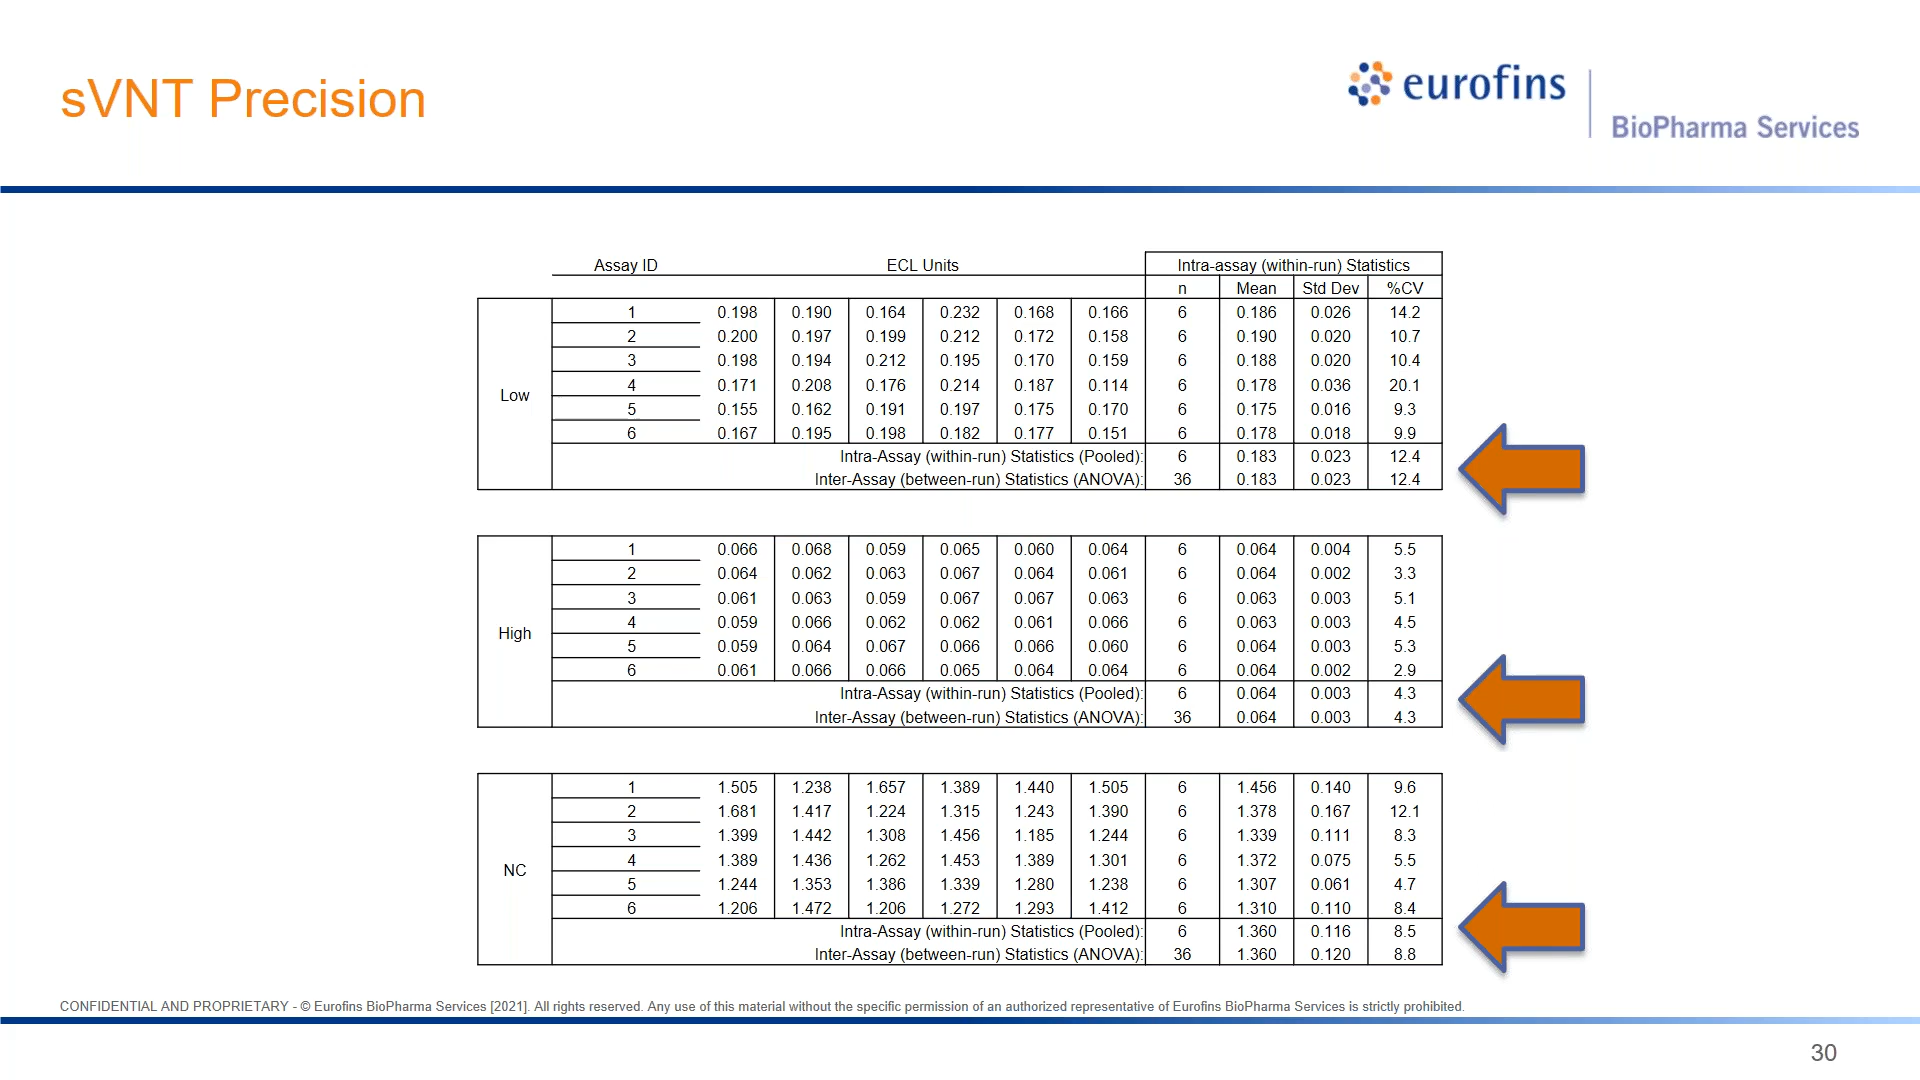 sVNT Precision
eurofins
BioPharma Services
Assay ID ECL Units Intra-assay (within-run) Statistics
n Mean Std Dev %CV
Low
1 0.198 0.190 0.164 0.232 0.168 0.166 6 0.186 0.026 14.2
2 0.200 0.197 0.199 0.212 0.172 0.158 6 0.190 0.020 10.7
3 0.198 0.194 0.212 0.195 0.170 0.159 6 0.188 0.020 10.4
4 0.171 0.208 0.176 0.214 0.187 0.114 6 0.178 0.036 20.1
5 0.155 0.162 0.191 0.197 0.175 0.170 6 0.175 0.016 9.3
6 0.167 0.195 0.198 0.182 0.177 0.151 6 0.178 0.018 9.9
Intra-Assay (within-run) Statistics (Pooled): 6 0.183 0.023 12.4
Inter-Assay (between-run) Statistics (ANOVA): 36 0.183 0.023 12.4
High
1 0.066 0.068 0.059 0.065 0.060 0.064 6 0.064 0.004 5.5
2 0.064 0.062 0.063 0.067 0.064 0.061 6 0.064 0.002 3.3
3 0.061 0.063 0.059 0.067 0.067 0.063 6 0.063 0.003 5.1
4 0.059 0.066 0.062 0.062 0.061 0.066 6 0.063 0.003 4.5
5 0.059 0.064 0.067 0.066 0.066 0.060 6 0.064 0.003 5.3
6 0.061 0.066 0.066 0.065 0.064 0.064 6 0.064 0.002 2.9
Intra-Assay (within-run) Statistics (Pooled): 6 0.064 0.003 4.3
Inter-Assay (between-run) Statistics (ANOVA): 36 0.064 0.003 4.3
NC
1 1.505 1.238 1.657 1.389 1.440 1.505 6 1.456 0.140 9.6
2 1.681 1.417 1.224 1.315 1.243 1.390 6 1.378 0.167 12.1
3 1.399 1.442 1.308 1.456 1.185 1.244 6 1.339 0.111 8.3
4 1.389 1.436 1.262 1.453 1.389 1.301 6 1.372 0.075 5.5
5 1.244 1.353 1.386 1.339 1.280 1.238 6 1.307 0.061 4.7
6 1.206 1.472 1.206 1.272 1.293 1.412 6 1.310 0.110 8.4
Intra-Assay (within-run) Statistics (Pooled): 6 1.360 0.116 8.5
Inter-Assay (between-run) Statistics (ANOVA): 36 1.360 0.120 8.8
CONFIDENTIAL AND PROPRIETARY - © Eurofins BioPharma Services [2021]. All rights reserved. Any use of this material without the specific permission of an authorized representative of Eurofins BioPharma Services is strictly prohibited.
30